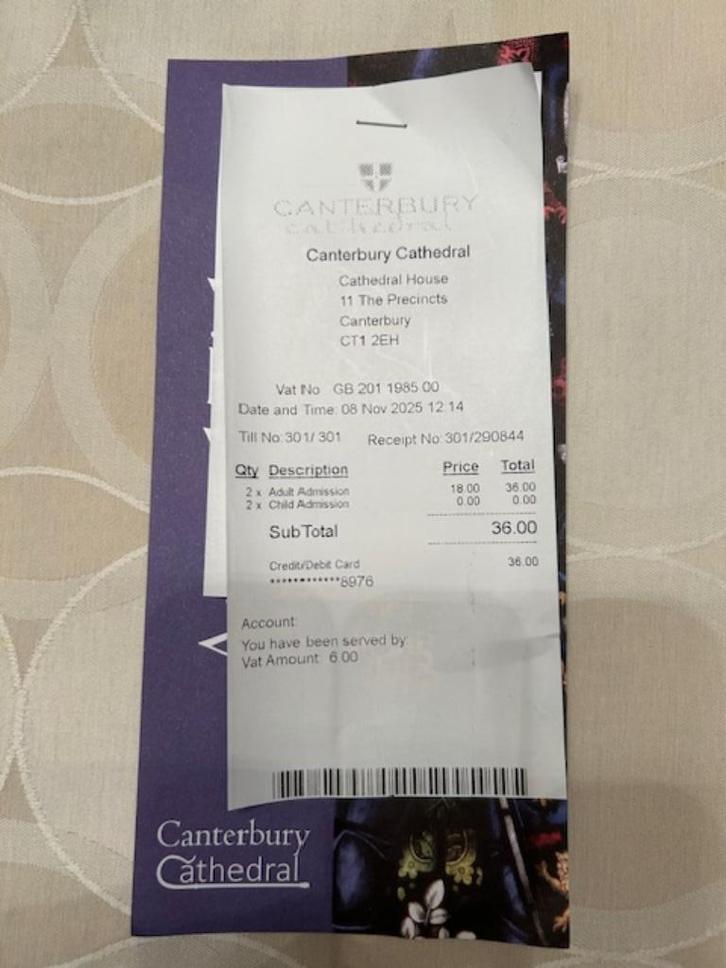 CANTERBURY
cathedral
Canterbury Cathedral
Cathedral House
11 The Precincts
Canterbury
CT1 2EH
Vat No GB 201 1985 00
Date and Time: 08 Nov 2025 12:14
Till No: 301/ 301 Receipt No: 301/290844
Qty Description Price Total
2 x Adult Admission 18.00 36.00
2 x Child Admission 0.00 0.00
SubTotal 36.00
Credit/Debit Card 36.00
************8976
Account:
You have been served by:
Vat Amount 6.00
Canterbury
Cathedral